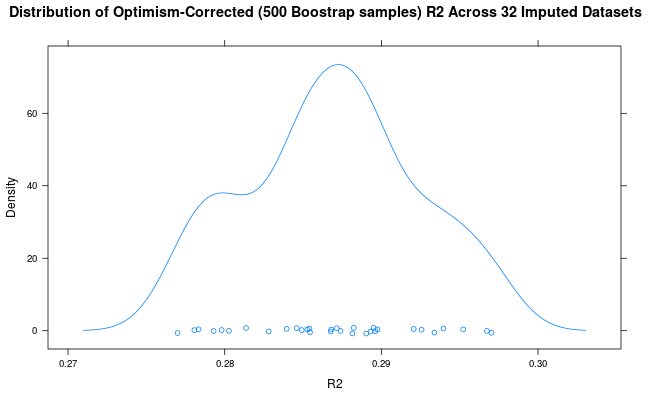 Distribution of Optimism-Corrected (500 Boostrap samples) R2 Across 32 Imputed Datasets
Density
60
40
20
0
0.27 0.28 0.29 0.30
R2